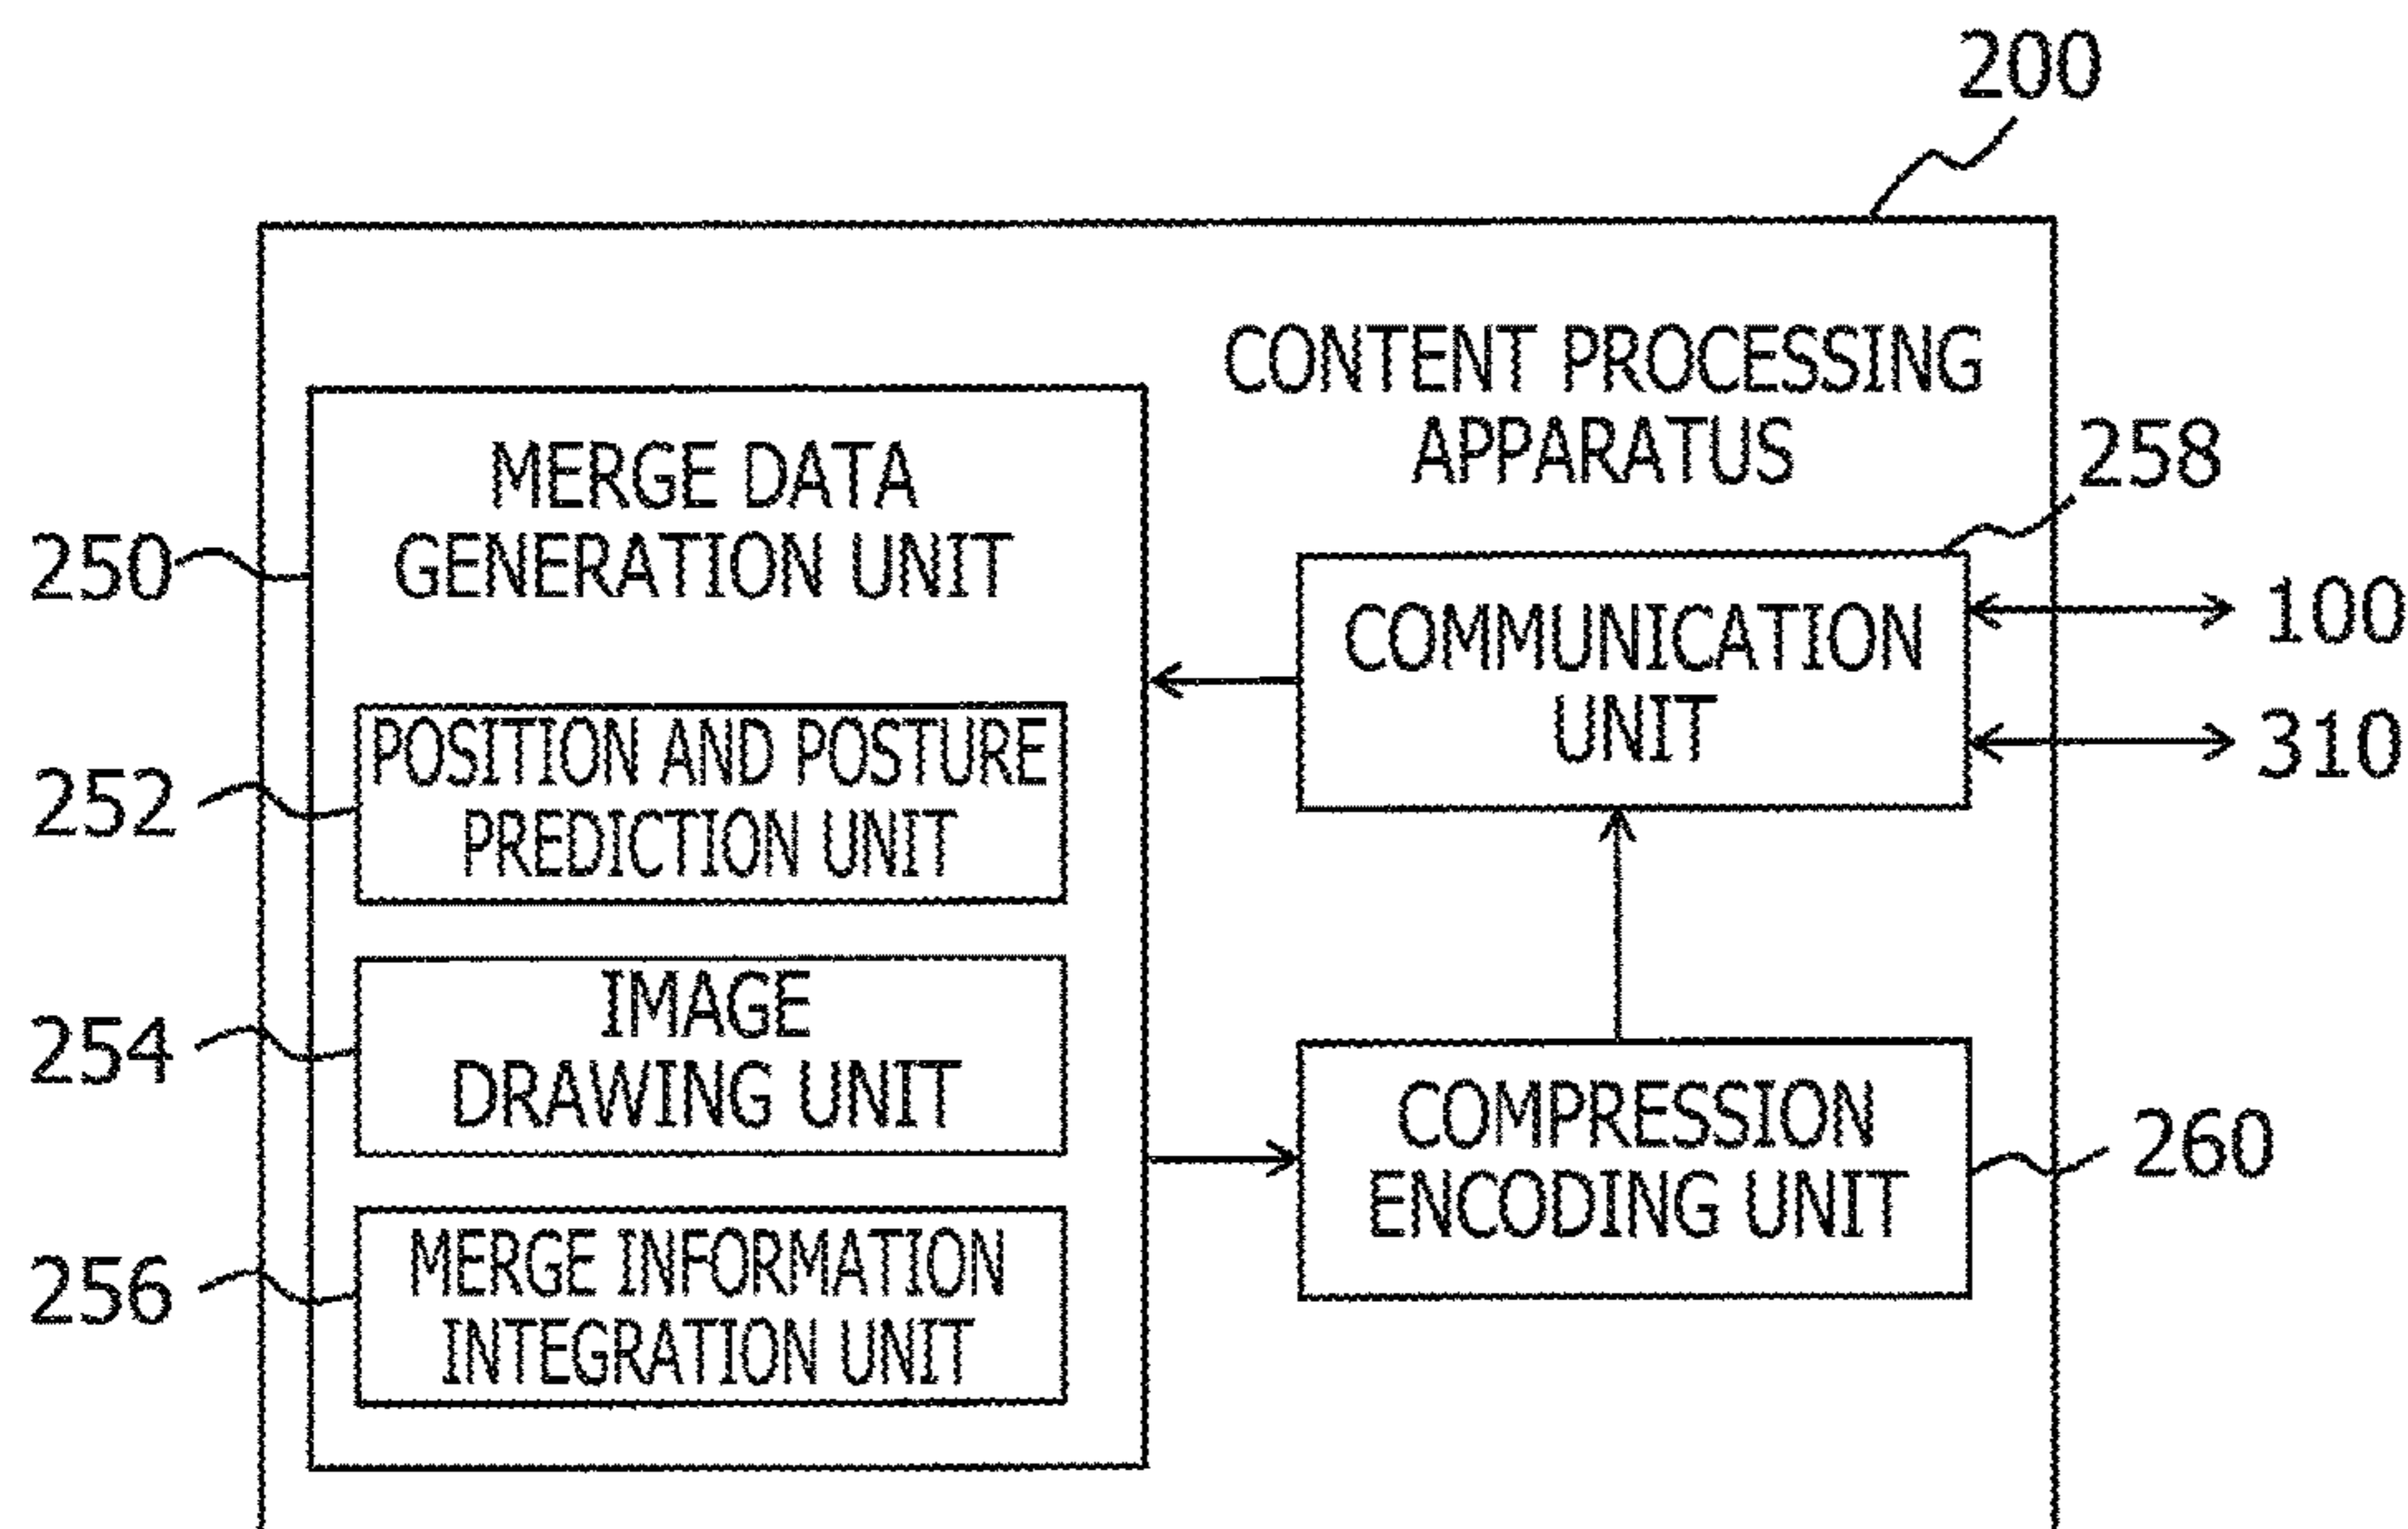 200
CONTENT PROCESSING
APPARATUS
MERGE DATA
GENERATION UNIT
250
258
COMMUNICATION
UNIT
100
310
POSITION AND POSTURE
PREDICTION UNIT
252
IMAGE
DRAWING UNIT
254
COMPRESSION
ENCODING UNIT
260
MERGE INFORMATION
INTEGRATION UNIT
256